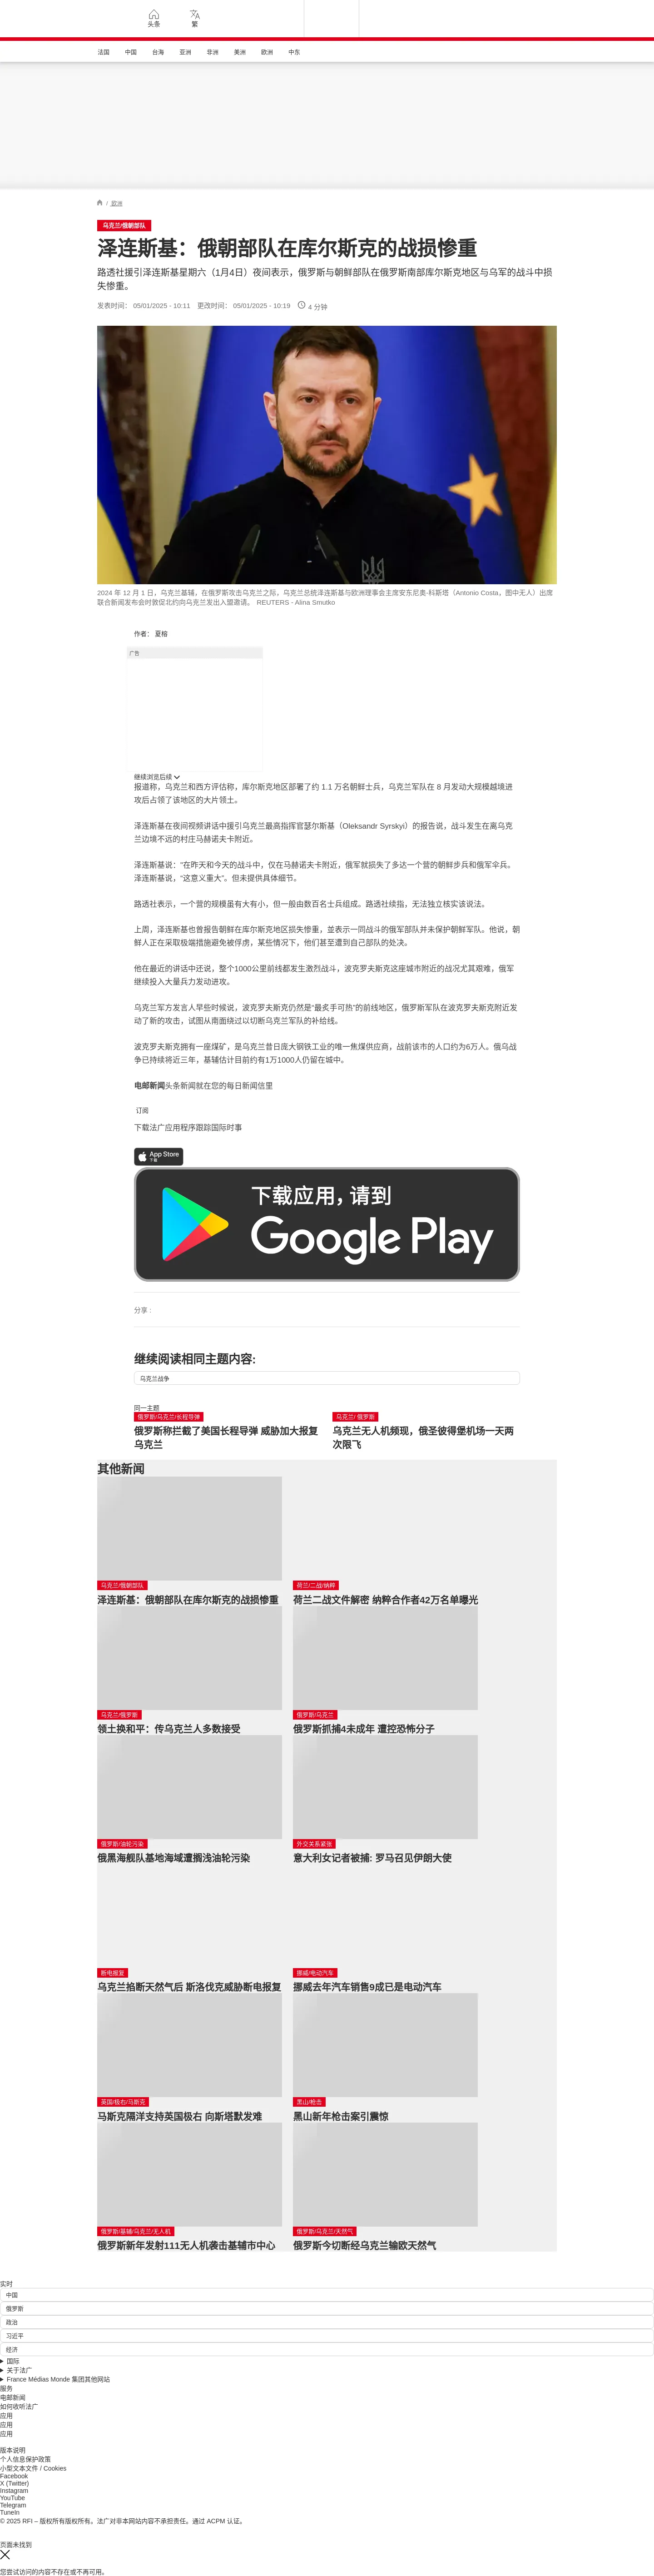 头条
繁
法国
中国
台海
亚洲
非洲
美洲
欧洲
中东
/ 欧洲
乌克兰/俄朝部队
泽连斯基：俄朝部队在库尔斯克的战损惨重
路透社援引泽连斯基星期六（1月4日）夜间表示，俄罗斯与朝鲜部队在俄罗斯南部库尔斯克地区与乌军的战斗中损
失惨重。
发表时间： 05/01/2025 - 10:11 更改时间： 05/01/2025 - 10:19 4 分钟
2024 年 12 月 1 日，乌克兰基辅，在俄罗斯攻击乌克兰之际，乌克兰总统泽连斯基与欧洲理事会主席安东尼奥·科斯塔（Antonio Costa，图中无人）出席
联合新闻发布会时敦促北约向乌克兰发出入盟邀请。 REUTERS - Alina Smutko
作者： 夏榕
广告
继续浏览后续
报道称，乌克兰和西方评估称，库尔斯克地区部署了约 1.1 万名朝鲜士兵，乌克兰军队在 8 月发动大规模越境进
攻后占领了该地区的大片领土。
泽连斯基在夜间视频讲话中援引乌克兰最高指挥官瑟尔斯基（Oleksandr Syrskyi）的报告说，战斗发生在离乌克
兰边境不远的村庄马赫诺夫卡附近。
泽连斯基说：“在昨天和今天的战斗中，仅在马赫诺夫卡附近，俄军就损失了多达一个营的朝鲜步兵和俄军伞兵。
泽连斯基说，“这意义重大”。但未提供具体细节。
路透社表示，一个营的规模虽有大有小，但一般由数百名士兵组成。路透社续指，无法独立核实该说法。
上周，泽连斯基也曾报告朝鲜在库尔斯克地区损失惨重，並表示一同战斗的俄军部队并未保护朝鲜军队。他说，朝
鲜人正在采取极端措施避免被俘虏，某些情况下，他们甚至遭到自己部队的处决。
他在最近的讲话中还说，整个1000公里前线都发生激烈战斗，波克罗夫斯克这座城市附近的战况尤其艰难，俄军
继续投入大量兵力发动进攻。
乌克兰军方发言人早些时候说，波克罗夫斯克仍然是“最炙手可热”的前线地区，俄罗斯军队在波克罗夫斯克附近发
动了新的攻击，试图从南面绕过以切断乌克兰军队的补给线。
波克罗夫斯克拥有一座煤矿，是乌克兰昔日庞大钢铁工业的唯一焦煤供应商，战前该市的人口约为6万人。俄乌战
争已持续将近三年，基辅估计目前约有1万1000人仍留在城中。
电邮新闻头条新闻就在您的每日新闻信里
订阅
下载法广应用程序跟踪国际时事
App Store
下载
下载应用，请到
Google Play
分享 :
继续阅读相同主题内容:
乌克兰战争
同一主题
俄罗斯/乌克兰/长程导弹
俄罗斯称拦截了美国长程导弹 威胁加大报复
乌克兰
乌克兰/ 俄罗斯
乌克兰无人机频现，俄圣彼得堡机场一天两
次限飞
其他新闻
乌克兰/俄朝部队
泽连斯基：俄朝部队在库尔斯克的战损惨重
荷兰/二战/纳粹
荷兰二战文件解密 纳粹合作者42万名单曝光
乌克兰/俄罗斯
领土换和平：传乌克兰人多数接受
俄罗斯/乌克兰
俄罗斯抓捕4未成年 遭控恐怖分子
俄罗斯/油轮污染
俄黑海舰队基地海域遭搁浅油轮污染
外交关系紧张
意大利女记者被捕: 罗马召见伊朗大使
断电报复
乌克兰掐断天然气后 斯洛伐克威胁断电报复
挪威/电动汽车
挪威去年汽车销售9成已是电动汽车
英国/极右/马斯克
马斯克隔洋支持英国极右 向斯塔默发难
黑山/枪击
黑山新年枪击案引震惊
俄罗斯/基辅/乌克兰/无人机
俄罗斯新年发射111无人机袭击基辅市中心
俄罗斯/乌克兰/天然气
俄罗斯今切断经乌克兰输欧天然气
实时
中国
俄罗斯
政治
习近平
经济
国际
关于法广
France Médias Monde 集团其他网站
服务
电邮新闻
如何收听法广
应用
应用
应用
版本说明
个人信息保护政策
小型文本文件 / Cookies
Facebook
X (Twitter)
Instagram
YouTube
Telegram
TuneIn
© 2025 RFI – 版权所有版权所有。法广对非本网站内容不承担责任。通过 ACPM 认证。
页面未找到
您尝试访问的内容不存在或不再可用。